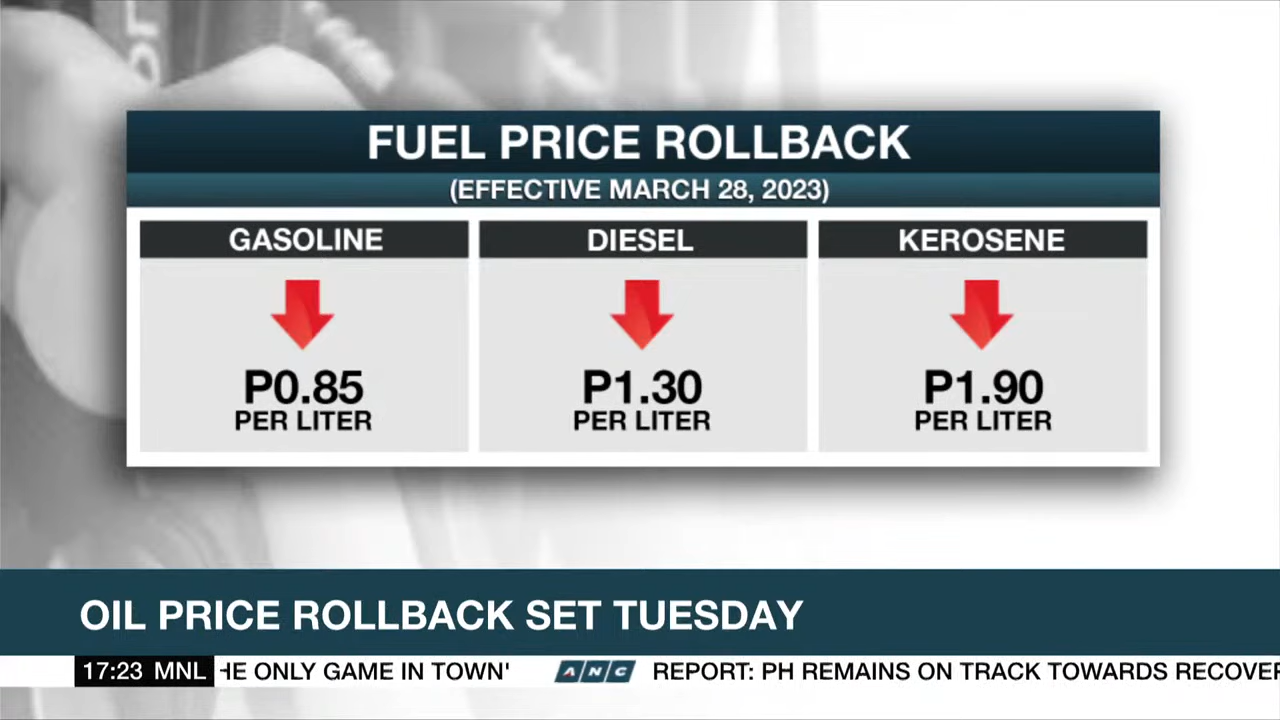 FUEL PRICE ROLLBACK
(EFFECTIVE MARCH 28, 2023)
GASOLINE
P0.85
PER LITER
DIESEL
P1.30
PER LITER
KEROSENE
P1.90
PER LITER
OIL PRICE ROLLBACK SET TUESDAY
17:23 MNL HE ONLY GAME IN TOWN' ANC REPORT: PH REMAINS ON TRACK TOWARDS RECOVER